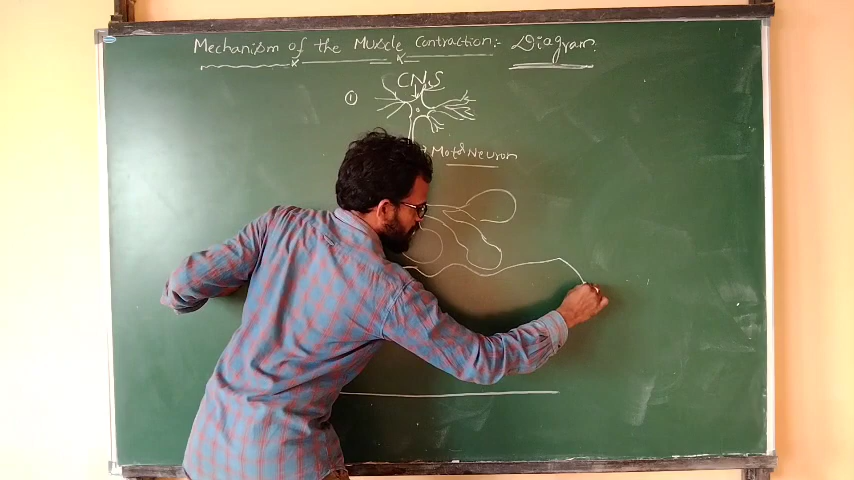 Mechanism of the Muscle Contraction:- Diagram:
CNS
①
Motor Neuron